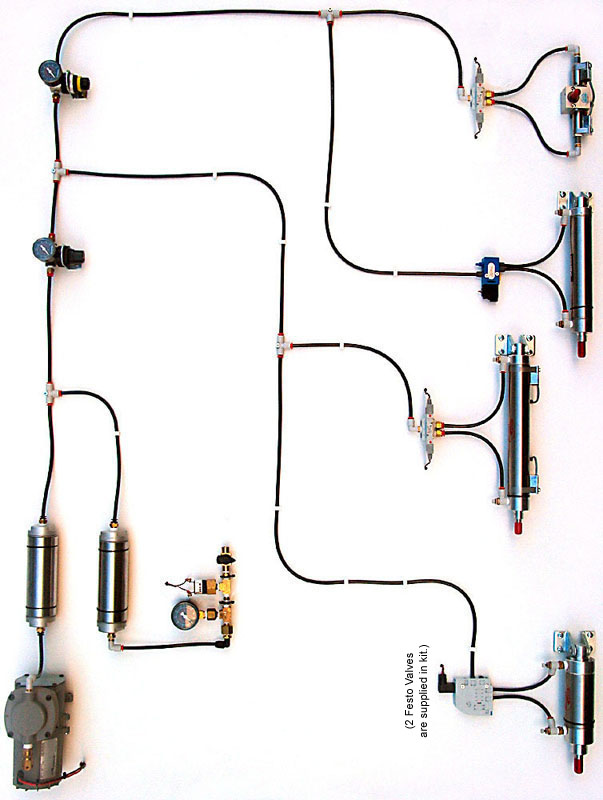 (2 Festo Valves
are supplied in kit.)